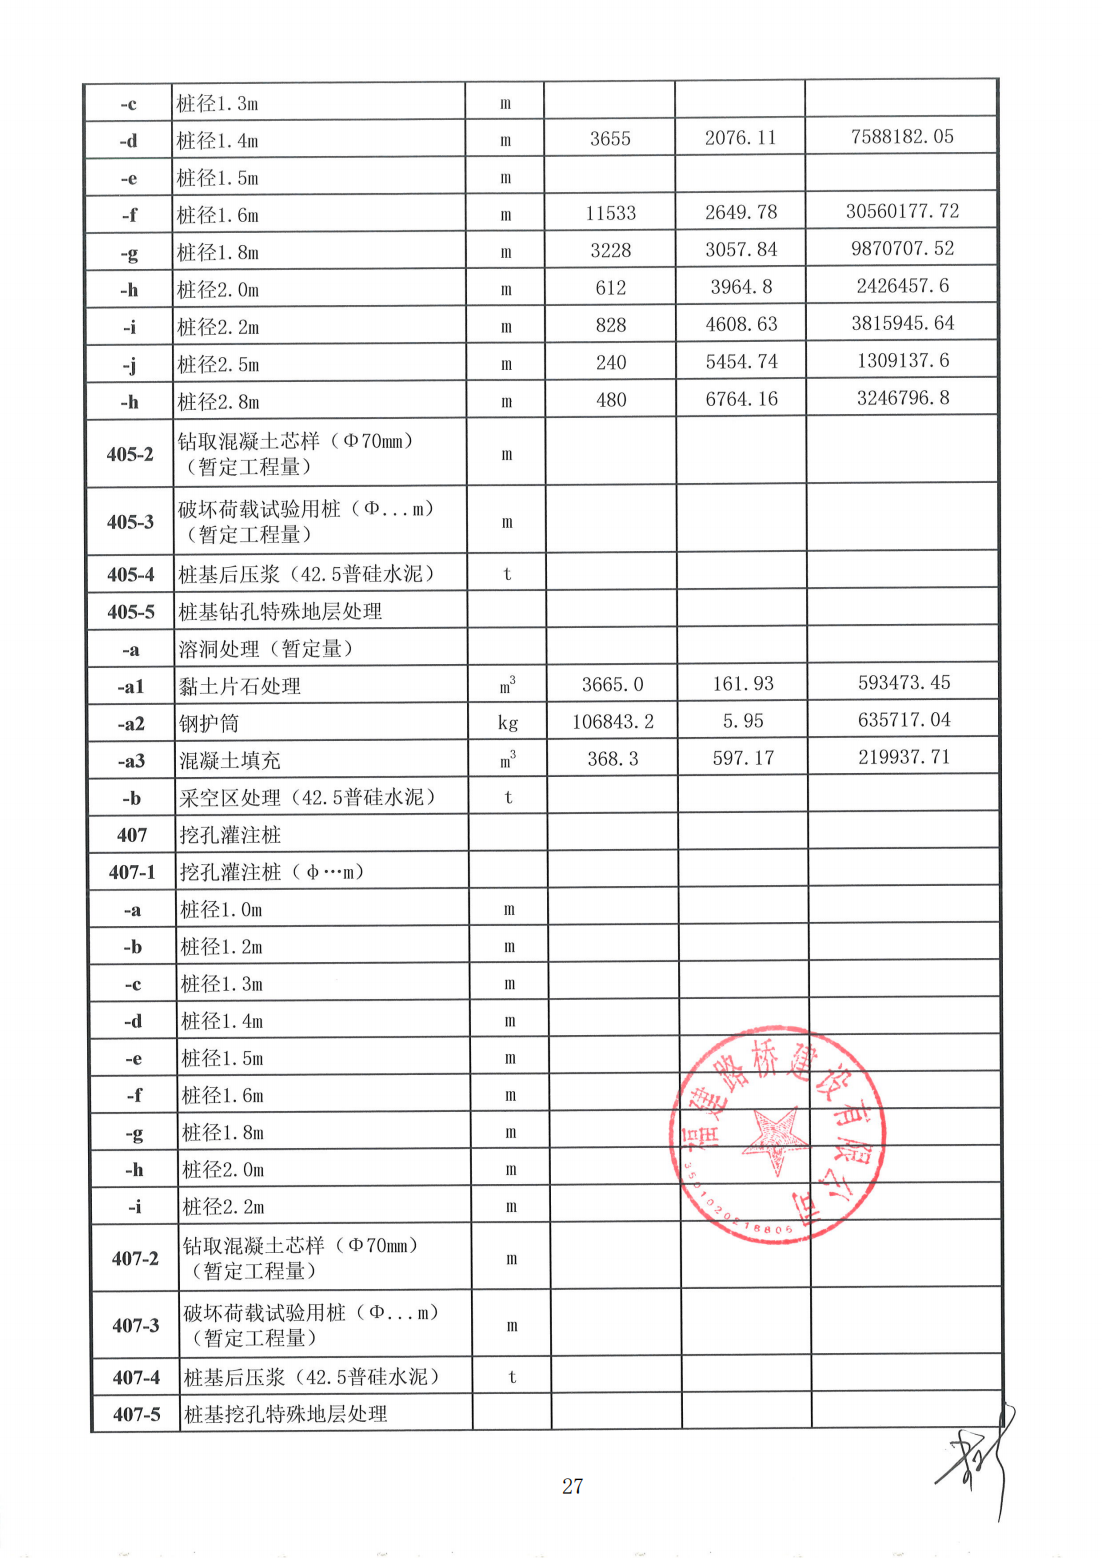 -c 桩径1.3m m
-d 桩径1.4m m 3655 2076.11 7588182.05
-e 桩径1.5m m
-f 桩径1.6m m 11533 2649.78 30560177.72
-g 桩径1.8m m 3228 3057.84 9870707.52
-h 桩径2.0m m 612 3964.8 2426457.6
-i 桩径2.2m m 828 4608.63 3815945.64
-j 桩径2.5m m 240 5454.74 1309137.6
-h 桩径2.8m m 480 6764.16 3246796.8
405-2 钻取混凝土芯样（Φ70mm）
（暂定工程量） m
405-3 破坏荷载试验用桩（Φ...m）
（暂定工程量） m
405-4 桩基后压浆（42.5普硅水泥） t
405-5 桩基钻孔特殊地层处理
-a 溶洞处理（暂定量）
-a1 黏土片石处理 m³ 3665.0 161.93 593473.45
-a2 钢护筒 kg 106843.2 5.95 635717.04
-a3 混凝土填充 m³ 368.3 597.17 219937.71
-b 采空区处理（42.5普硅水泥） t
407 挖孔灌注桩
407-1 挖孔灌注桩（φ…m）
-a 桩径1.0m m
-b 桩径1.2m m
-c 桩径1.3m m
-d 桩径1.4m m
-e 桩径1.5m m
-f 桩径1.6m m
-g 桩径1.8m m
-h 桩径2.0m m
-i 桩径2.2m m
福建路桥建设有限公司
407-2 钻取混凝土芯样（Φ70mm）
（暂定工程量） m
407-3 破坏荷载试验用桩（Φ...m）
（暂定工程量） m
407-4 桩基后压浆（42.5普硅水泥） t
407-5 桩基挖孔特殊地层处理
27